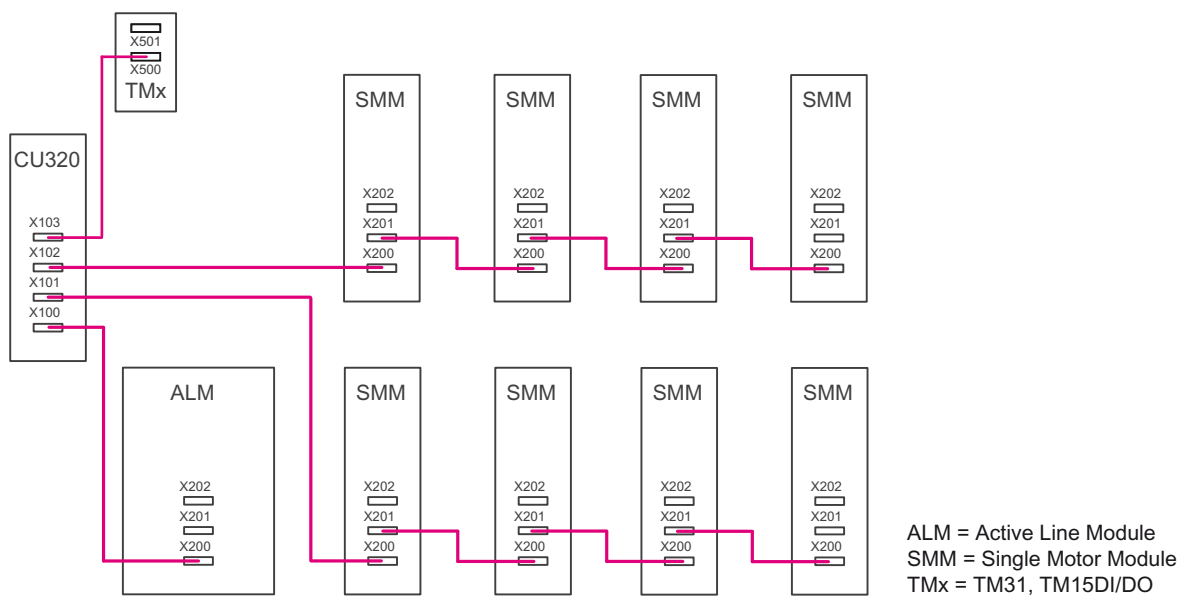 X501
X500
TMx
CU320
X103
X102
X101
X100
SMM
X202
X201
X200
SMM
X202
X201
X200
SMM
X202
X201
X200
SMM
X202
X201
X200
ALM
X202
X201
X200
SMM
X202
X201
X200
SMM
X202
X201
X200
SMM
X202
X201
X200
SMM
X202
X201
X200
ALM = Active Line Module
SMM = Single Motor Module
TMx = TM31, TM15DI/DO